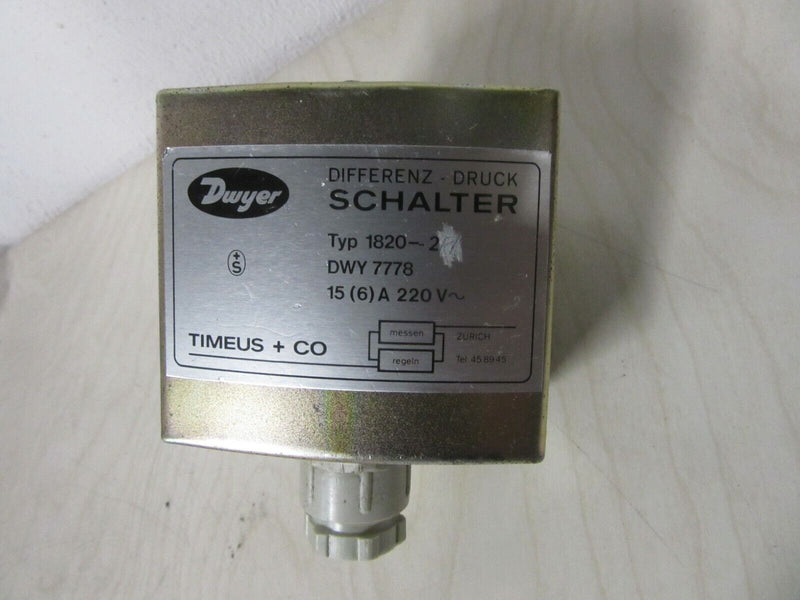 Dwyer
DIFFERENZ - DRUCK
SCHALTER
Typ 1820-2
DWY 7778
+
S
15 (6) A 220 V~
TIMEUS + CO
messen
regeln
ZÜRICH
Tel 45 89 45